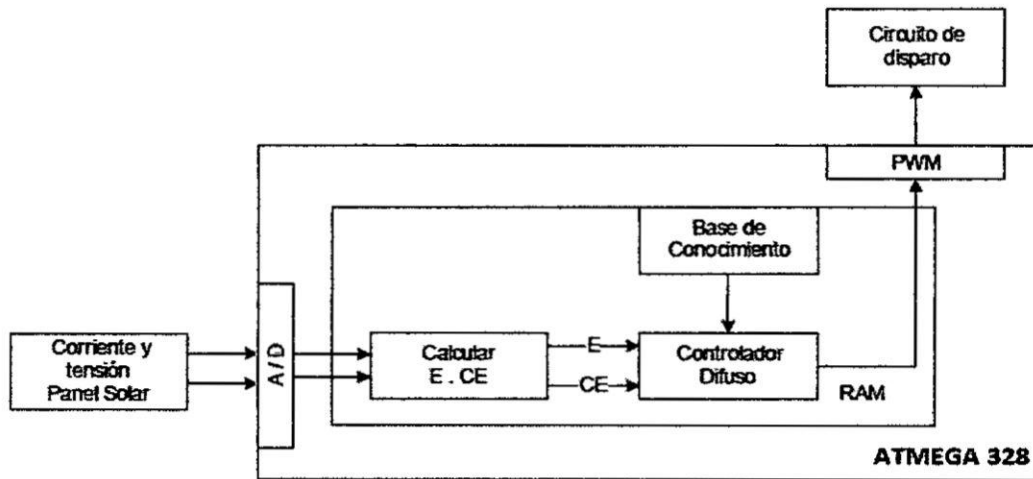 Circuito de
disparo
PWM
Base de
Conocimiento
Corriente y
tensión
Panel Solar
A / D
Calcular
E . CE
E
CE
Controlador
Difuso
RAM
ATMEGA 328